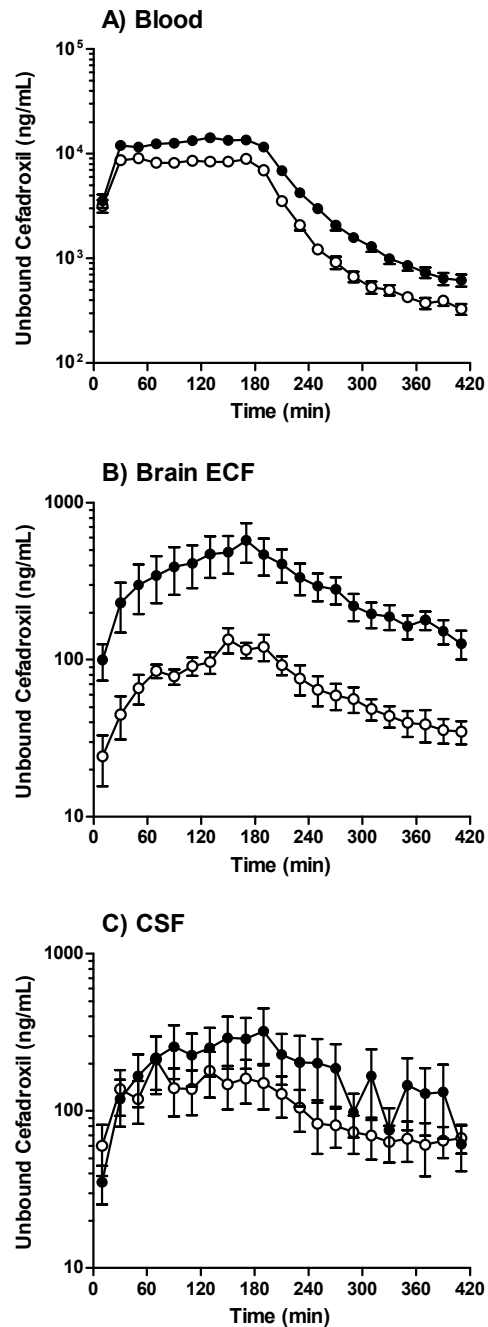 A) Blood
Unbound Cefadroxil (ng/mL)
10^5
10^4
10^3
10^2
0 60 120 180 240 300 360 420
Time (min)
B) Brain ECF
Unbound Cefadroxil (ng/mL)
1000
100
10
0 60 120 180 240 300 360 420
Time (min)
C) CSF
Unbound Cefadroxil (ng/mL)
1000
100
10
0 60 120 180 240 300 360 420
Time (min)